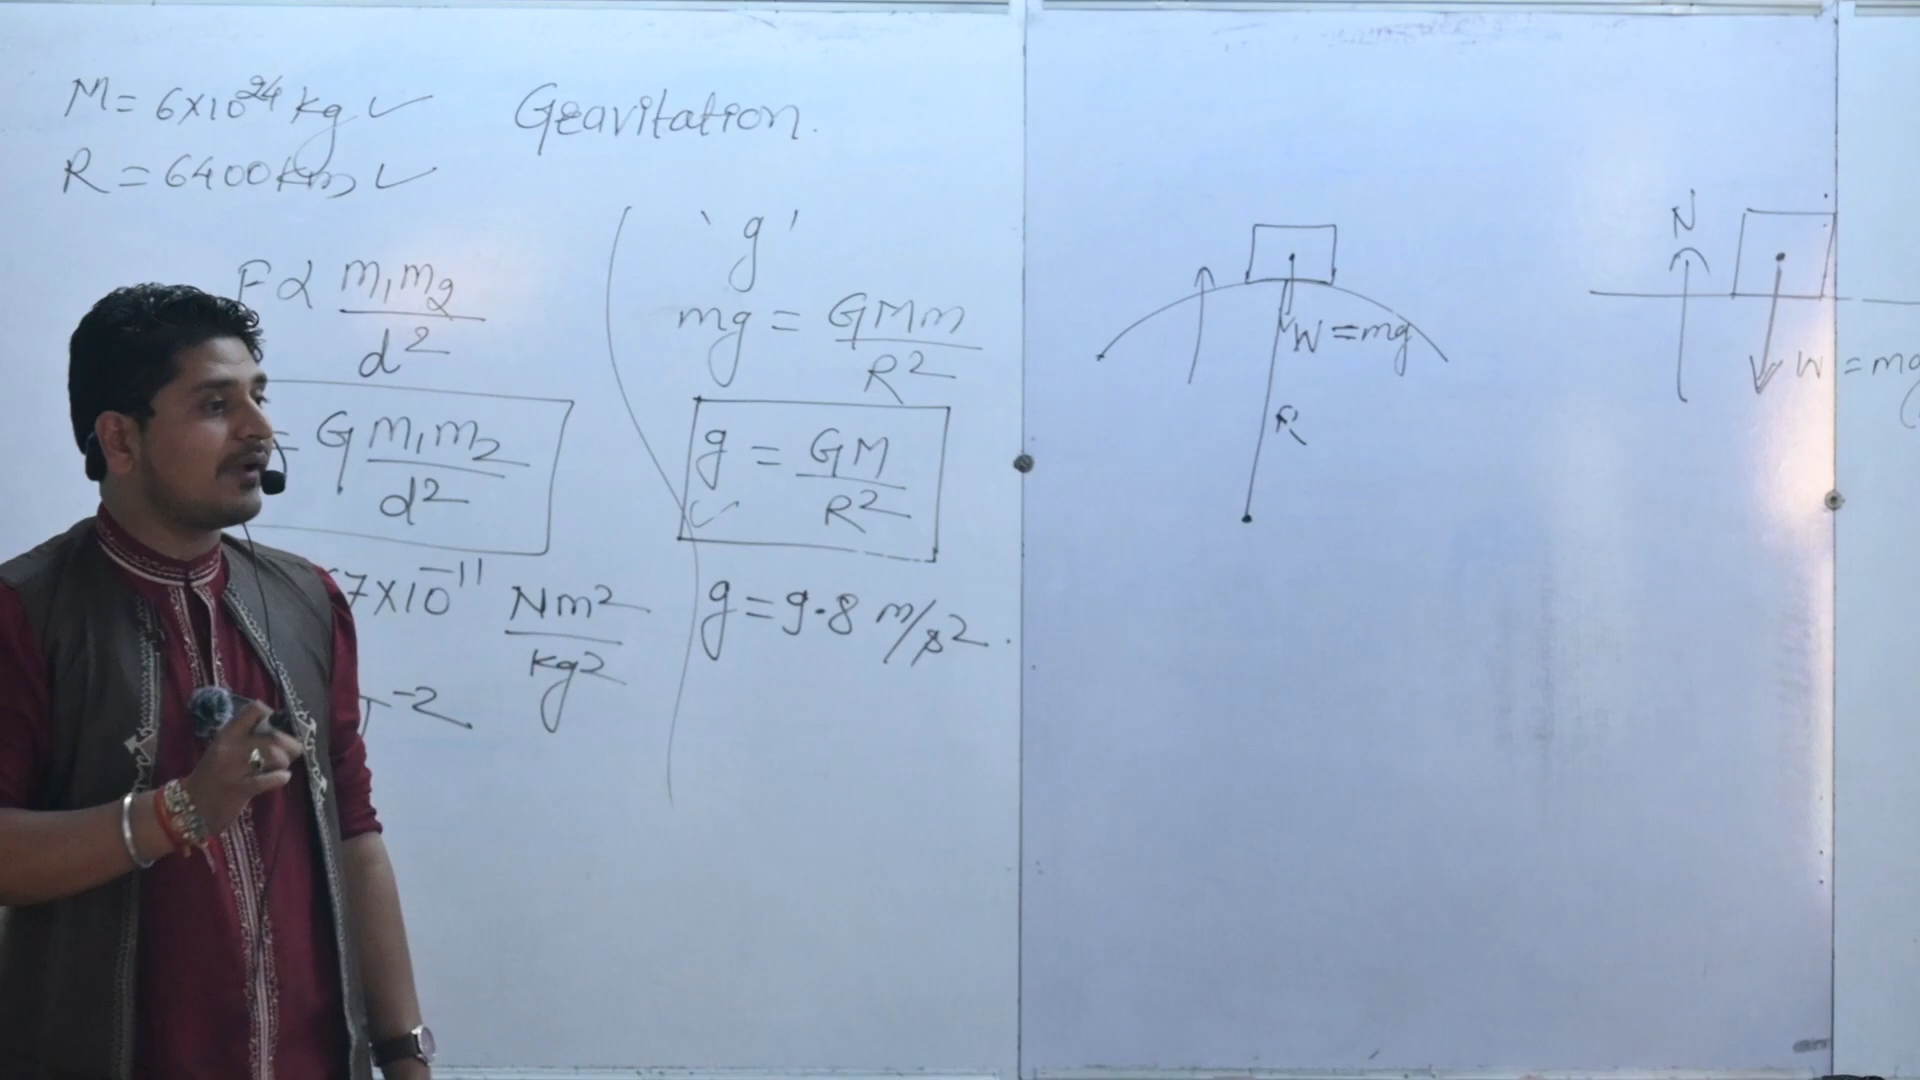 M = 6×10²⁴ kg ✓
R = 6400 km ✓
Geavitation.
F ∝ m₁m₂ / d²
= G m₁m₂ / d²
7×10⁻¹¹ Nm² / kg²
⁻²
'g'
mg = GMm / R²
g = GM / R²
✓
g = 9.8 m/s².
W = mg
R
N
W = mg